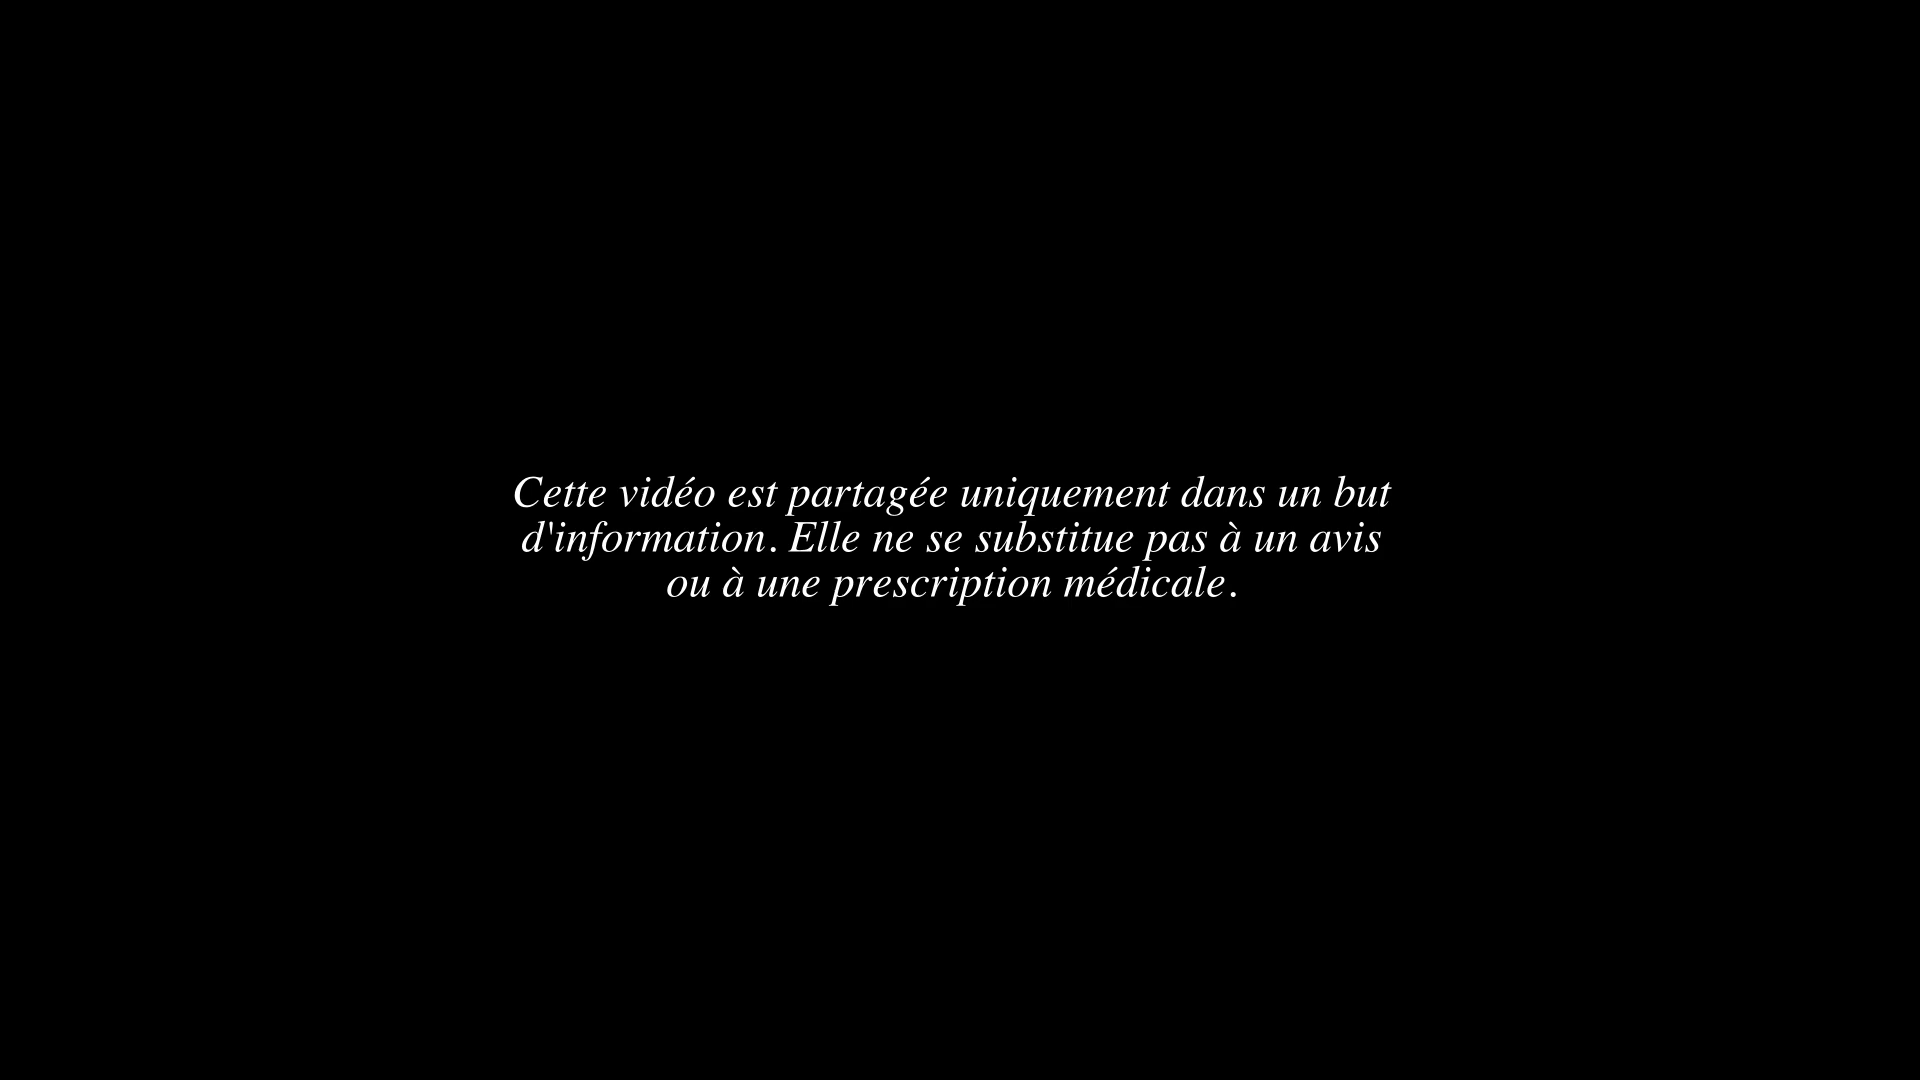 Cette vidéo est partagée uniquement dans un but
d'information. Elle ne se substitue pas à un avis
ou à une prescription médicale.